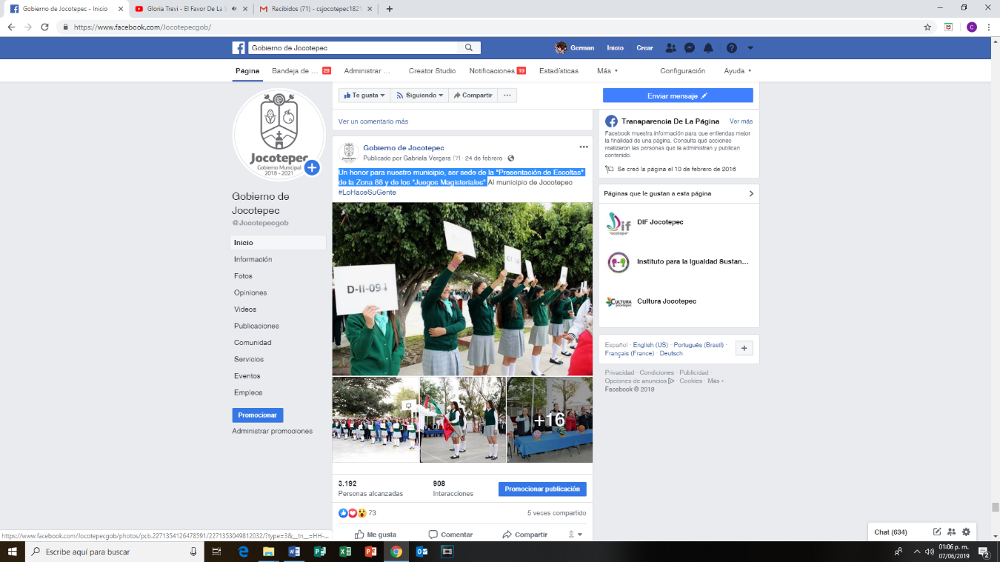 Gobierno de Jocotepec - Inicio
Gloria Trevi - El Favor De La S
Recibidos (71) - csjocotepec1821
https://www.facebook.com/Jocotepecgob/
C
Gobierno de Jocotepec
German
Inicio
Crear
Página
Bandeja de ... 28
Administrar ...
Creator Studio
Notificaciones 19
Estadísticas
Más
Configuración
Ayuda
Jocotepec
Gobierno Municipal
2018 - 2021
Gobierno de
Jocotepec
@Jocotepecgob
Inicio
Información
Fotos
Opiniones
Videos
Publicaciones
Comunidad
Servicios
Eventos
Empleos
Promocionar
Administrar promociones
Te gusta
Siguiendo
Compartir
...
Enviar mensaje
Ver un comentario más
Gobierno de Jocotepec
Publicado por Gabriela Vergara [?] · 24 de febrero ·
Un honor para nuestro municipio, ser sede de la "Presentación de Escoltas"
de la Zona 88 y de los "Juegos Magisteriales" Al municipio de Jocotepec
#LoHaceSuGente
+16
3.192
Personas alcanzadas
908
Interacciones
Promocionar publicación
73
5 veces compartido
Me gusta
Comentar
Compartir
Transparencia De La Página
Ver más
Facebook muestra información para que entiendas mejor
la finalidad de una página. Consulta qué acciones
realizaron las personas que la administran y publican
contenido.
Se creó la página el 10 de febrero de 2016
Páginas que le gustan a esta página
DIF Jocotepec
Instituto para la Igualdad Sustan...
Cultura Jocotepec
Español · English (US) · Português (Brasil) ·
Français (France) · Deutsch
Privacidad · Condiciones · Publicidad ·
Opciones de anuncios · Cookies · Más
Facebook © 2019
Chat (634)
https://www.facebook.com/Jocotepecgob/photos/pcb.2271354126478591/2271353049812032/?type=3&__tn__=HH-...
Escribe aquí para buscar
01:06 p. m.
07/06/2019
2